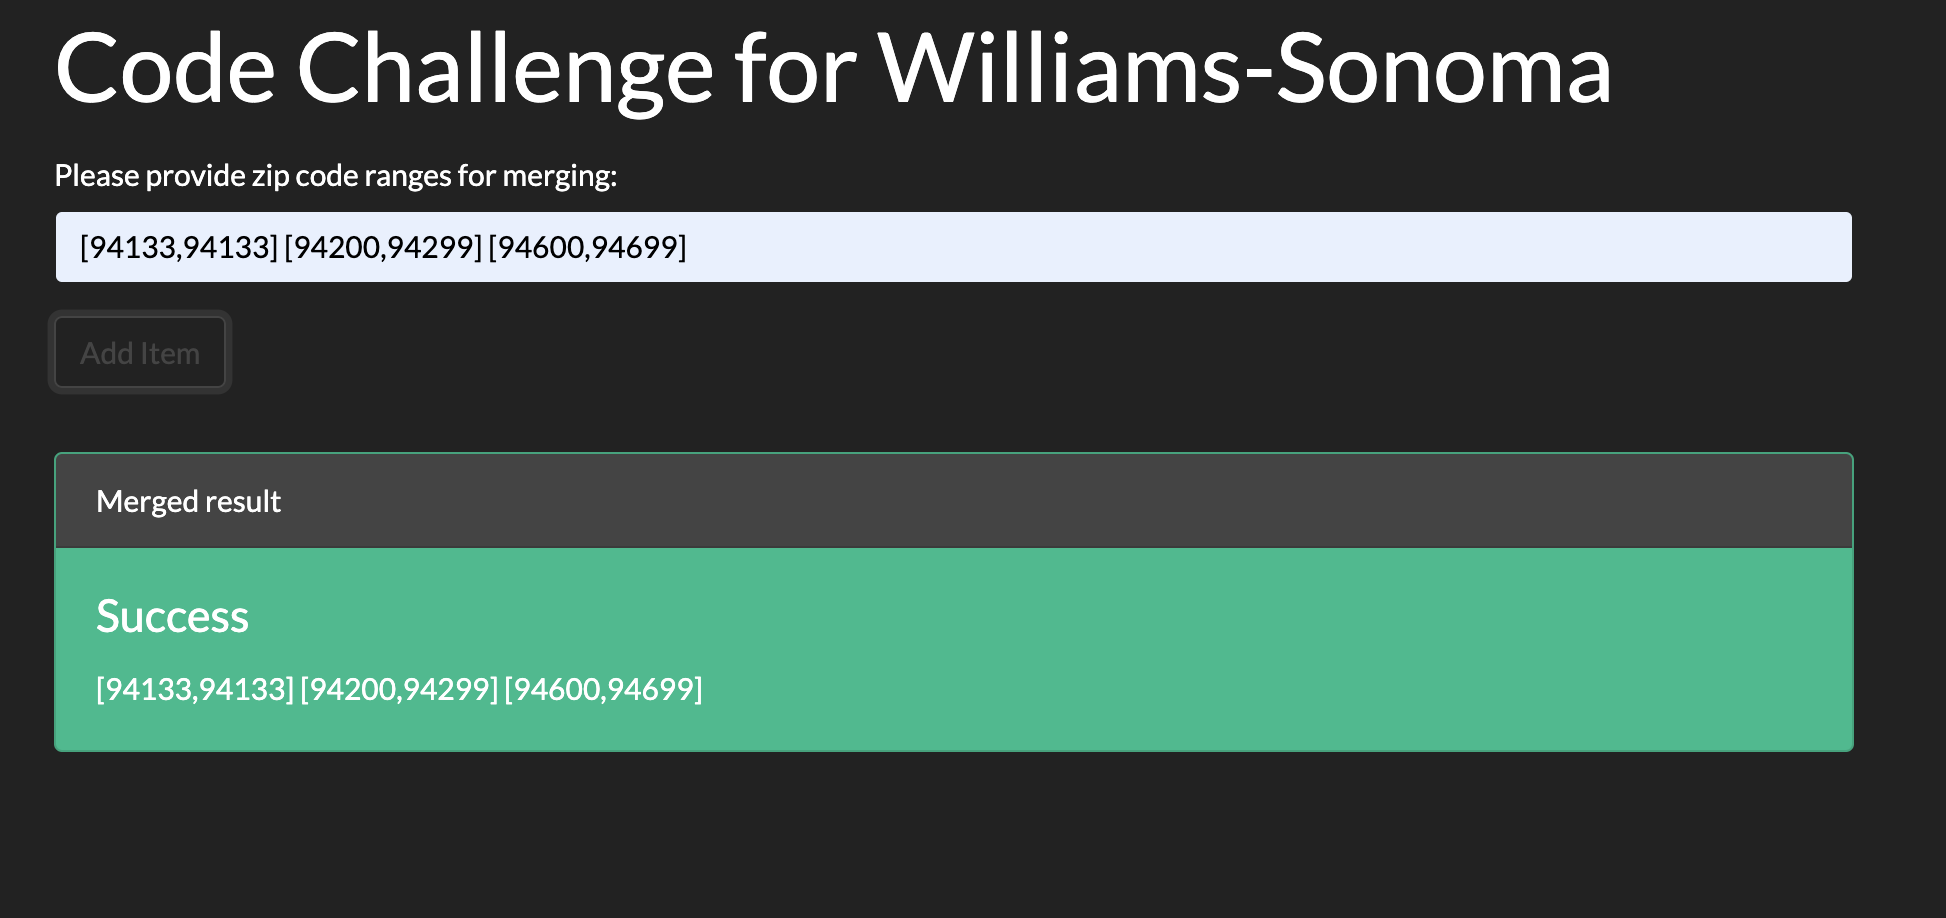 Code Challenge for Williams-Sonoma
Please provide zip code ranges for merging:
[94133,94133] [94200,94299] [94600,94699]
Add Item
Merged result
Success
[94133,94133] [94200,94299] [94600,94699]